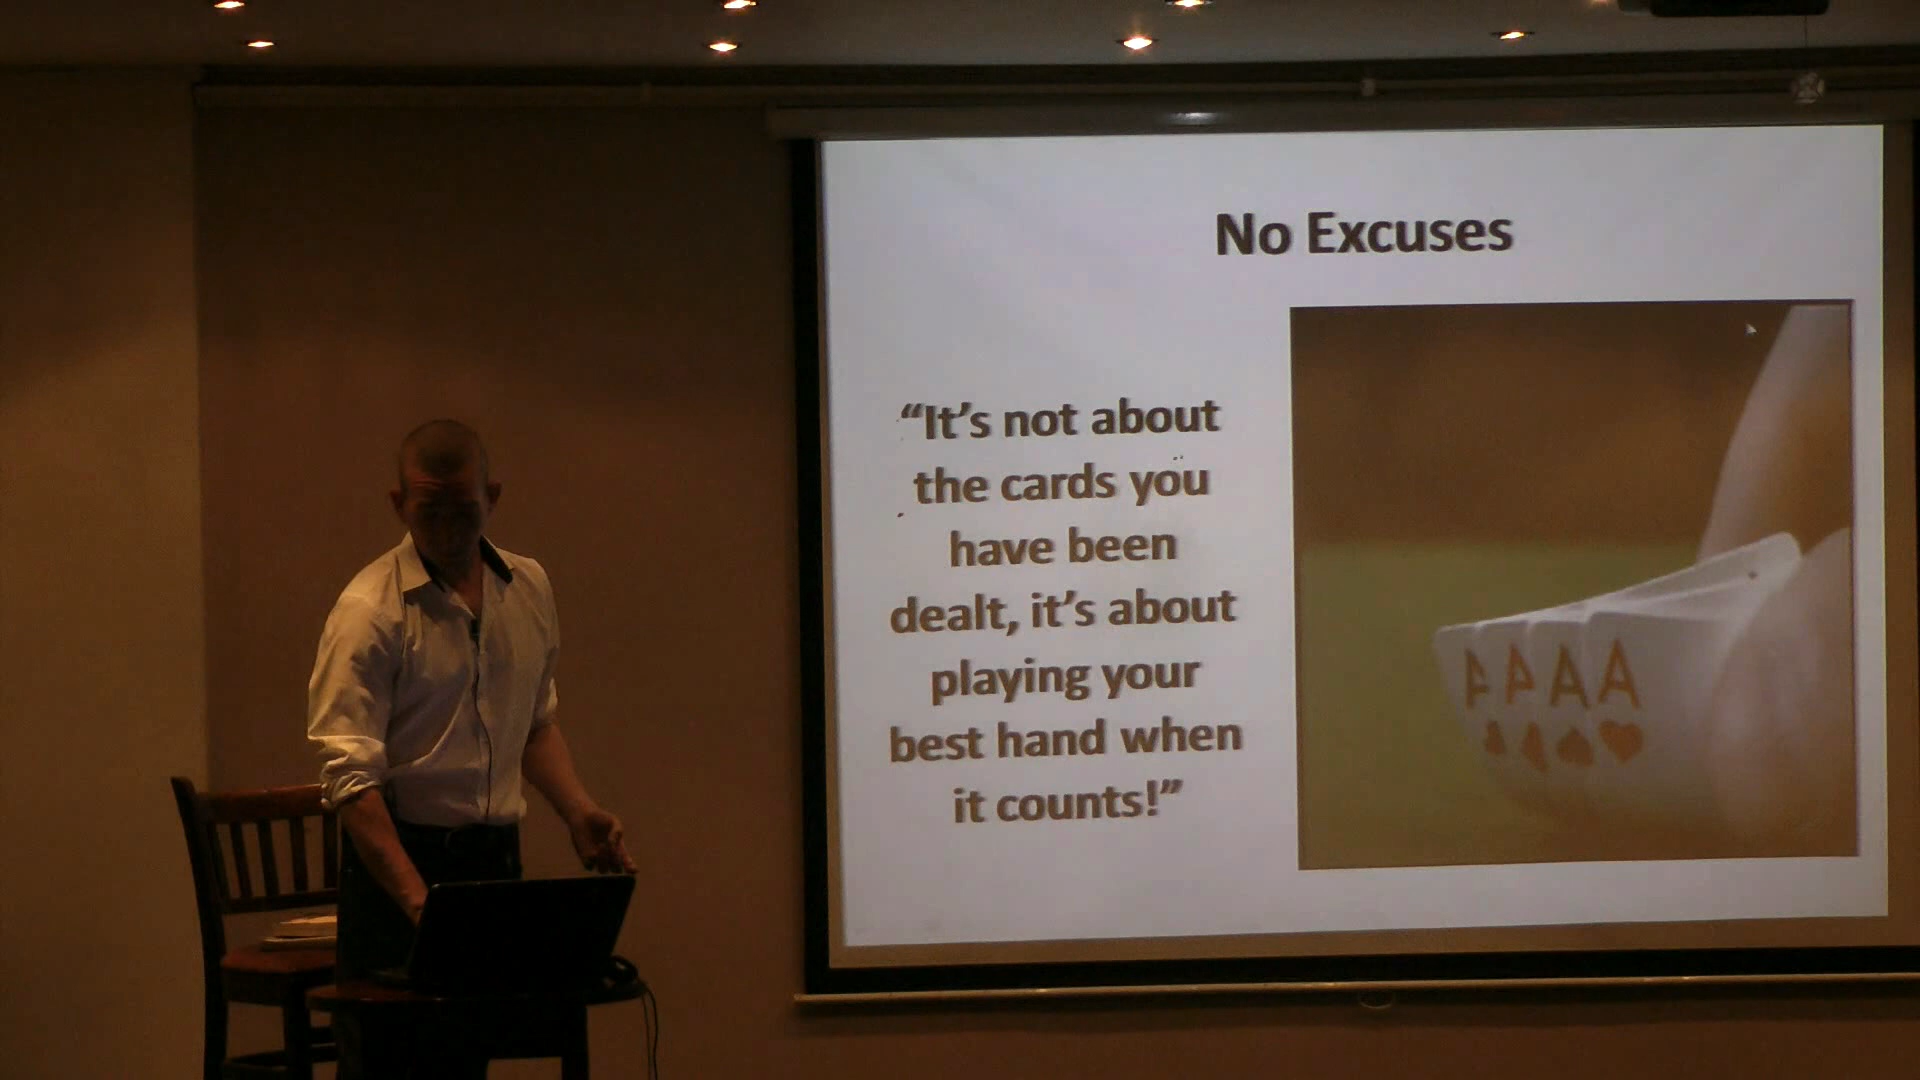 No Excuses
“It’s not about
the cards you
have been
dealt, it’s about
playing your
best hand when
it counts!”
A A A A